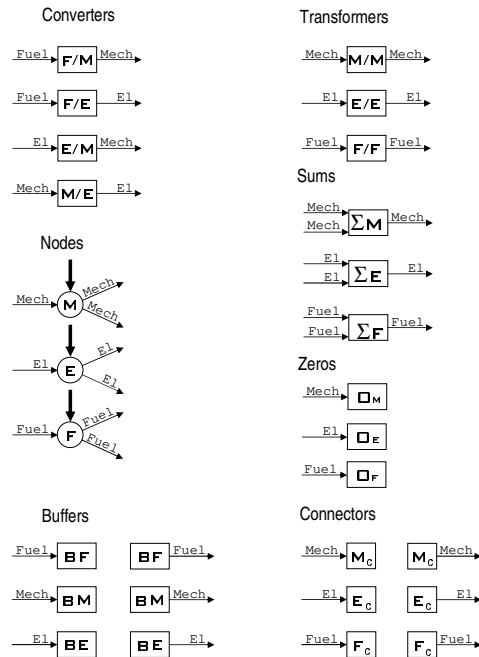 Converters
Fuel F/M Mech
Fuel F/E El
El E/M Mech
Mech M/E El
Transformers
Mech M/M Mech
El E/E El
Fuel F/F Fuel
Sums
Mech
Mech ΣM Mech
El
El ΣE El
Fuel
Fuel ΣF Fuel
Nodes
Mech M Mech
Mech
El E El
El
Fuel F Fuel
Fuel
Zeros
Mech OM
El OE
Fuel OF
Buffers
Fuel BF BF Fuel
Mech BM BM Mech
El BE BE El
Connectors
Mech Mc Mc Mech
El Ec Ec El
Fuel Fc Fc Fuel